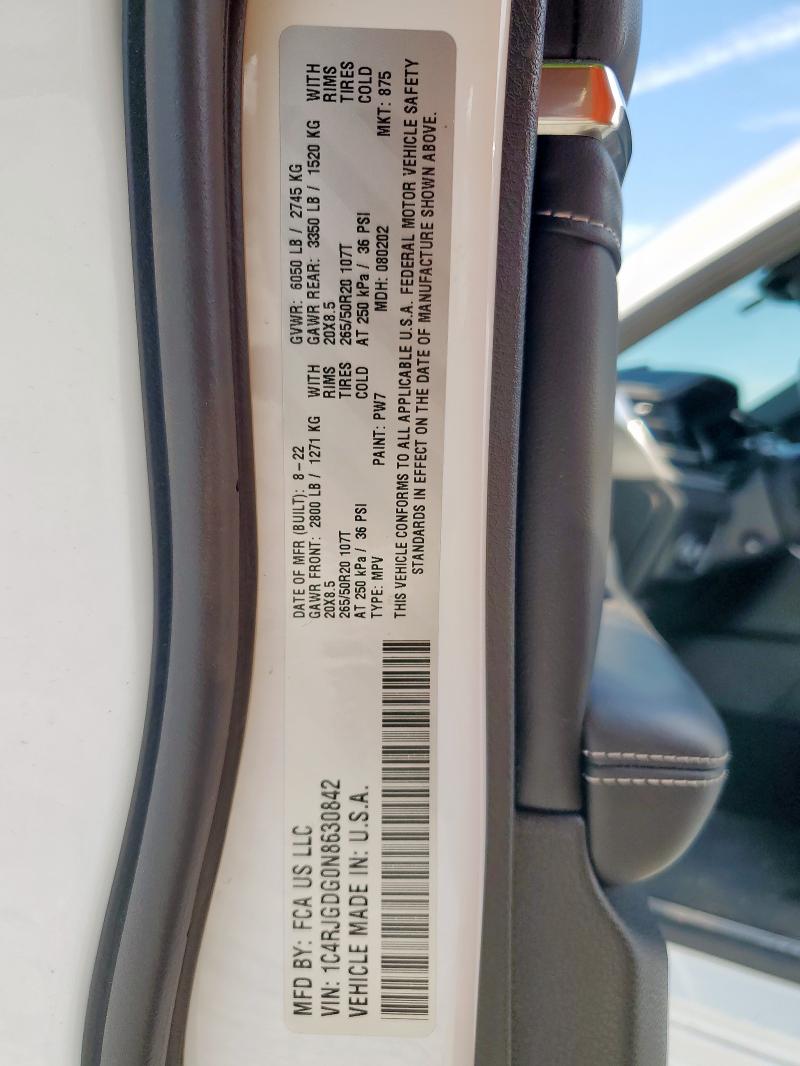 MFD BY: FCA US LLC
VIN: 1C4RJGDG0N8630842
VEHICLE MADE IN: U.S.A.
DATE OF MFR (BUILT): 8-22 GVWR: 6050 LB / 2745 KG
GAWR FRONT: 2800 LB / 1271 KG WITH GAWR REAR: 3350 LB / 1520 KG WITH
20X8.5 RIMS 20X8.5 RIMS
265/50R20 107T TIRES 265/50R20 107T TIRES
AT 250 kPa / 36 PSI COLD AT 250 kPa / 36 PSI COLD
TYPE: MPV PAINT: PW7 MDH: 080202 MKT: 875
THIS VEHICLE CONFORMS TO ALL APPLICABLE U.S.A. FEDERAL MOTOR VEHICLE SAFETY
STANDARDS IN EFFECT ON THE DATE OF MANUFACTURE SHOWN ABOVE.